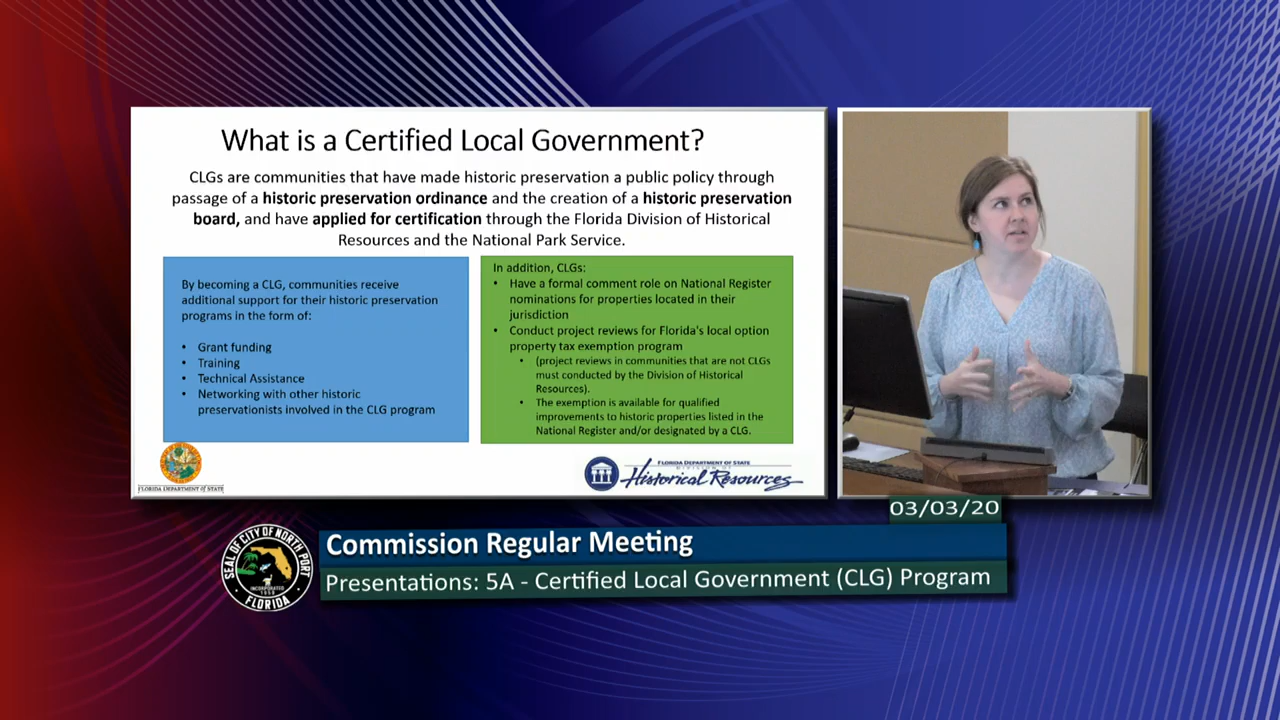 What is a Certified Local Government?
CLGs are communities that have made historic preservation a public policy through
passage of a historic preservation ordinance and the creation of a historic preservation
board, and have applied for certification through the Florida Division of Historical
Resources and the National Park Service.
By becoming a CLG, communities receive
additional support for their historic preservation
programs in the form of:
• Grant funding
• Training
• Technical Assistance
• Networking with other historic
preservationists involved in the CLG program
In addition, CLGs:
• Have a formal comment role on National Register
nominations for properties located in their
jurisdiction
• Conduct project reviews for Florida's local option
property tax exemption program
• (project reviews in communities that are not CLGs
must conducted by the Division of Historical
Resources).
• The exemption is available for qualified
improvements to historic properties listed in the
National Register and/or designated by a CLG.
FLORIDA DEPARTMENT OF STATE
FLORIDA DEPARTMENT OF STATE
DIVISION OF
Historical Resources
03/03/20
SEAL OF CITY OF NORTH PORT
INCORPORATED
1959
FLORIDA
Commission Regular Meeting
Presentations: 5A - Certified Local Government (CLG) Program